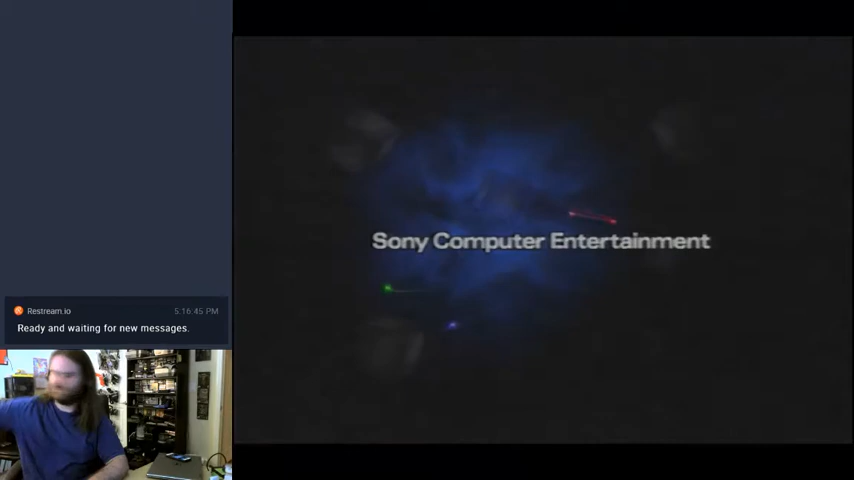 Sony Computer Entertainment
Restream.io 5:16:45 PM
Ready and waiting for new messages.